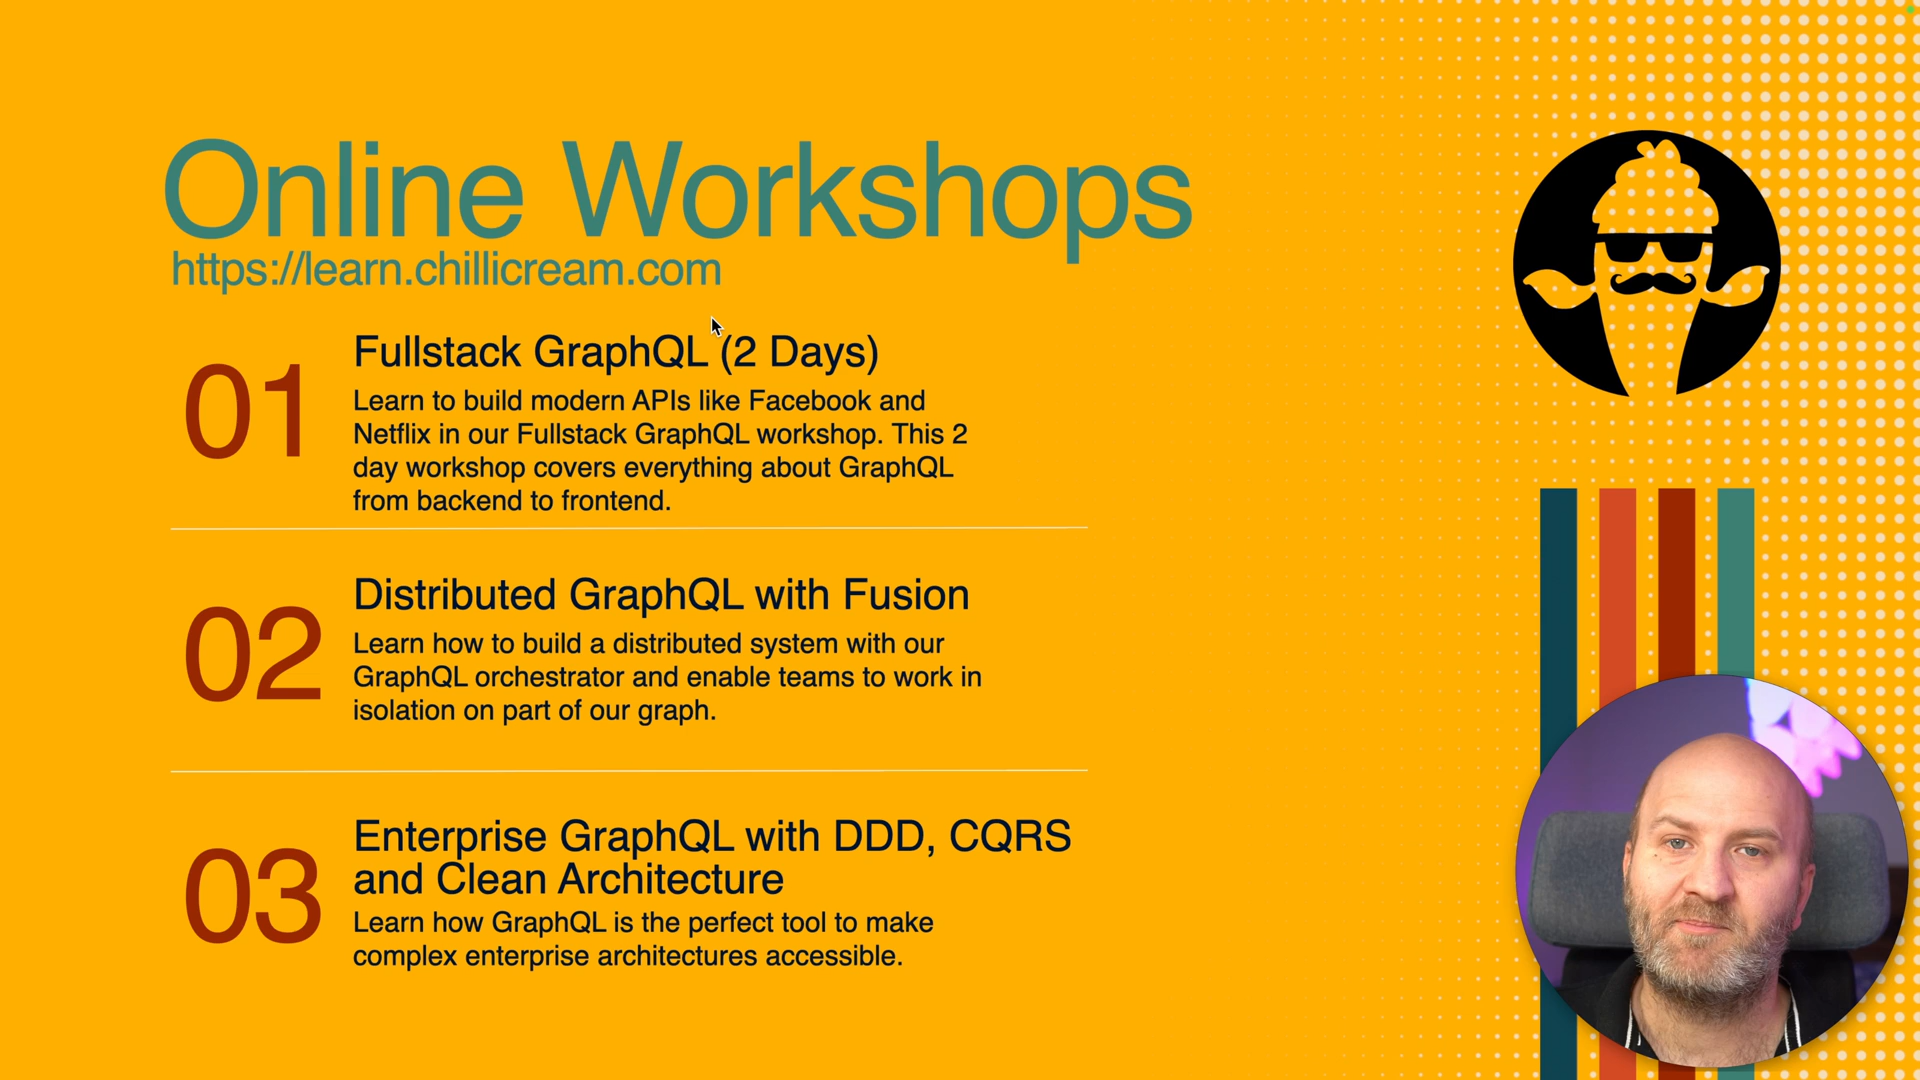 Online Workshops
https://learn.chillicream.com
01
Fullstack GraphQL (2 Days)
Learn to build modern APIs like Facebook and
Netflix in our Fullstack GraphQL workshop. This 2
day workshop covers everything about GraphQL
from backend to frontend.
02
Distributed GraphQL with Fusion
Learn how to build a distributed system with our
GraphQL orchestrator and enable teams to work in
isolation on part of our graph.
03
Enterprise GraphQL with DDD, CQRS
and Clean Architecture
Learn how GraphQL is the perfect tool to make
complex enterprise architectures accessible.